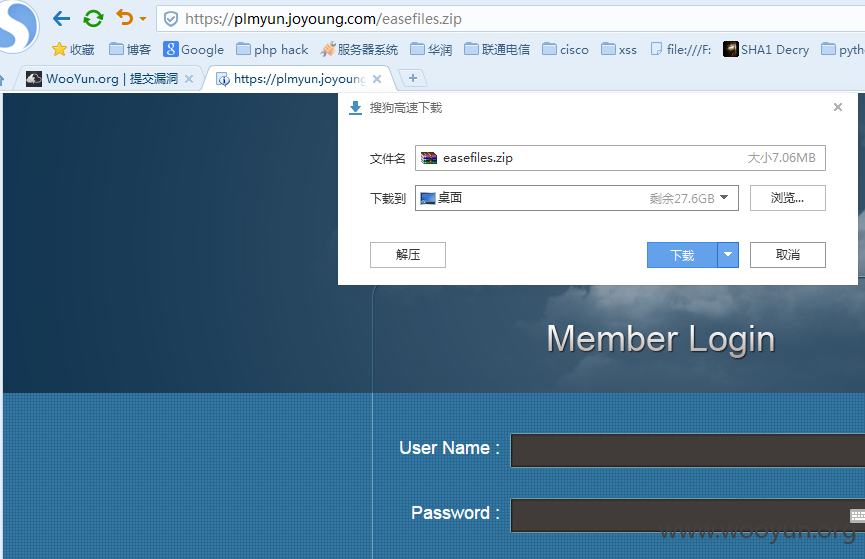 https://plmyun.joyoung.com/easefiles.zip
收藏 博客 Google php hack 服务器系统 华润 联通电信 cisco xss file:///F: SHA1 Decry pyth
WooYun.org | 提交漏洞 https://plmyun.joyoung
搜狗高速下载
文件名 easefiles.zip 大小7.06MB
下载到 桌面 剩余27.6GB 浏览...
解压 下载 取消
Member Login
User Name :
Password :
www.wooyun.org